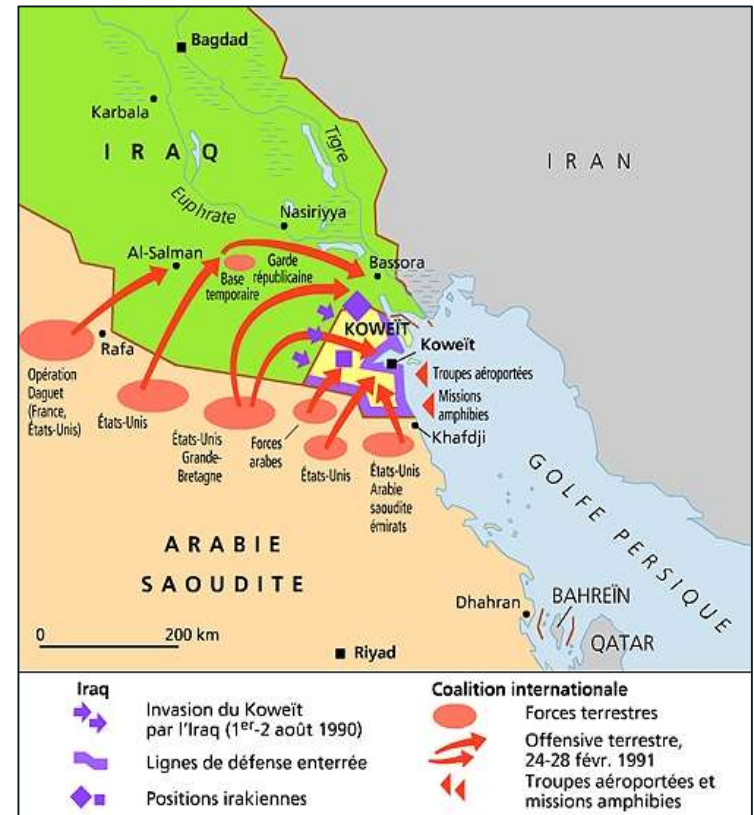 Bagdad
Karbala
IRAQ
Tigre
IRAN
Euphrate
Nasiriyya
Al-Salman
Garde
républicaine
Base
temporaire
Bassora
Rafa
KOWEÏT
Koweït
Opération
Daguet
(France,
États-Unis)
États-Unis
États-Unis
Grande-
Bretagne
Forces
arabes
États-Unis
États-Unis
Arabie
saoudite
émirats
Troupes aéroportées
Missions
amphibies
Khafdji
GOLFE PERSIQUE
ARABIE
SAOUDITE
Dhahran
BAHREÏN
QATAR
0 200 km
Riyad
Iraq
Invasion du Koweït
par l'Iraq (1er-2 août 1990)
Lignes de défense enterrée
Positions irakiennes
Coalition internationale
Forces terrestres
Offensive terrestre,
24-28 févr. 1991
Troupes aéroportées et
missions amphibies